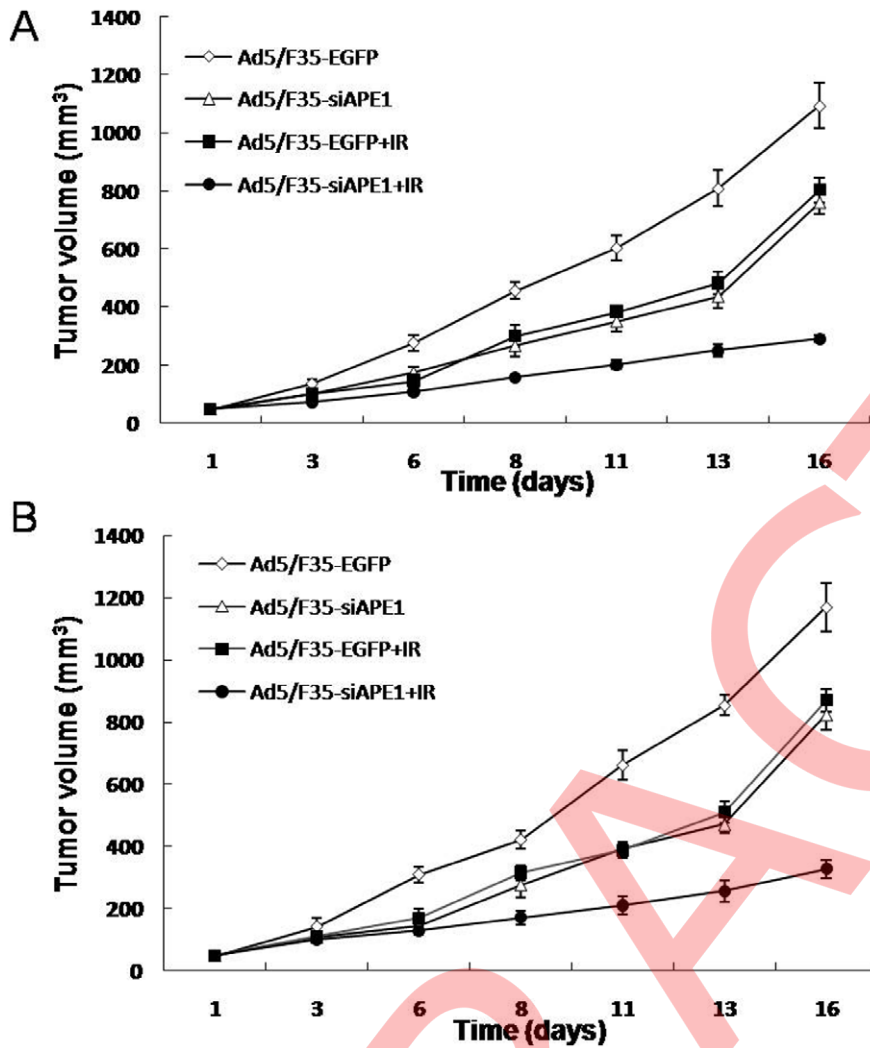 A
1400
1200
1000
800
600
400
200
0
Tumor volume (mm³)
Ad5/F35-EGFP
Ad5/F35-siAPE1
Ad5/F35-EGFP+IR
Ad5/F35-siAPE1+IR
1 3 6 8 11 13 16
Time (days)
B
1400
1200
1000
800
600
400
200
0
Tumor volume (mm³)
Ad5/F35-EGFP
Ad5/F35-siAPE1
Ad5/F35-EGFP+IR
Ad5/F35-siAPE1+IR
1 3 6 8 11 13 16
Time (days)